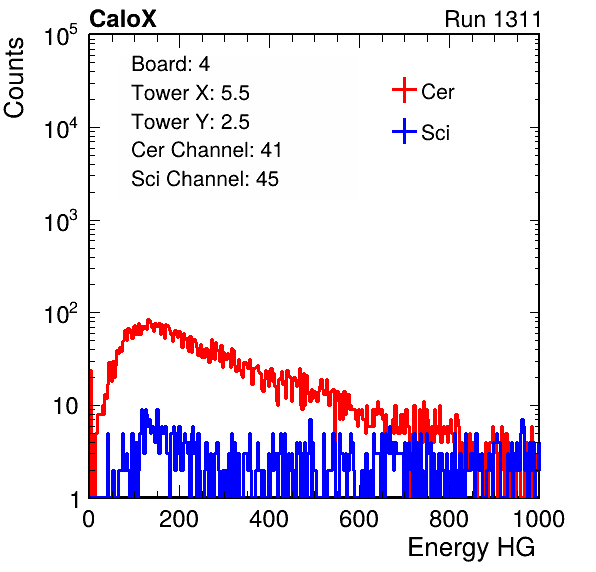 CaloX Run 1311
Counts
Board: 4
Tower X: 5.5
Tower Y: 2.5
Cer Channel: 41
Sci Channel: 45
Cer
Sci
10^5
10^4
10^3
10^2
10
1
0 200 400 600 800 1000
Energy HG